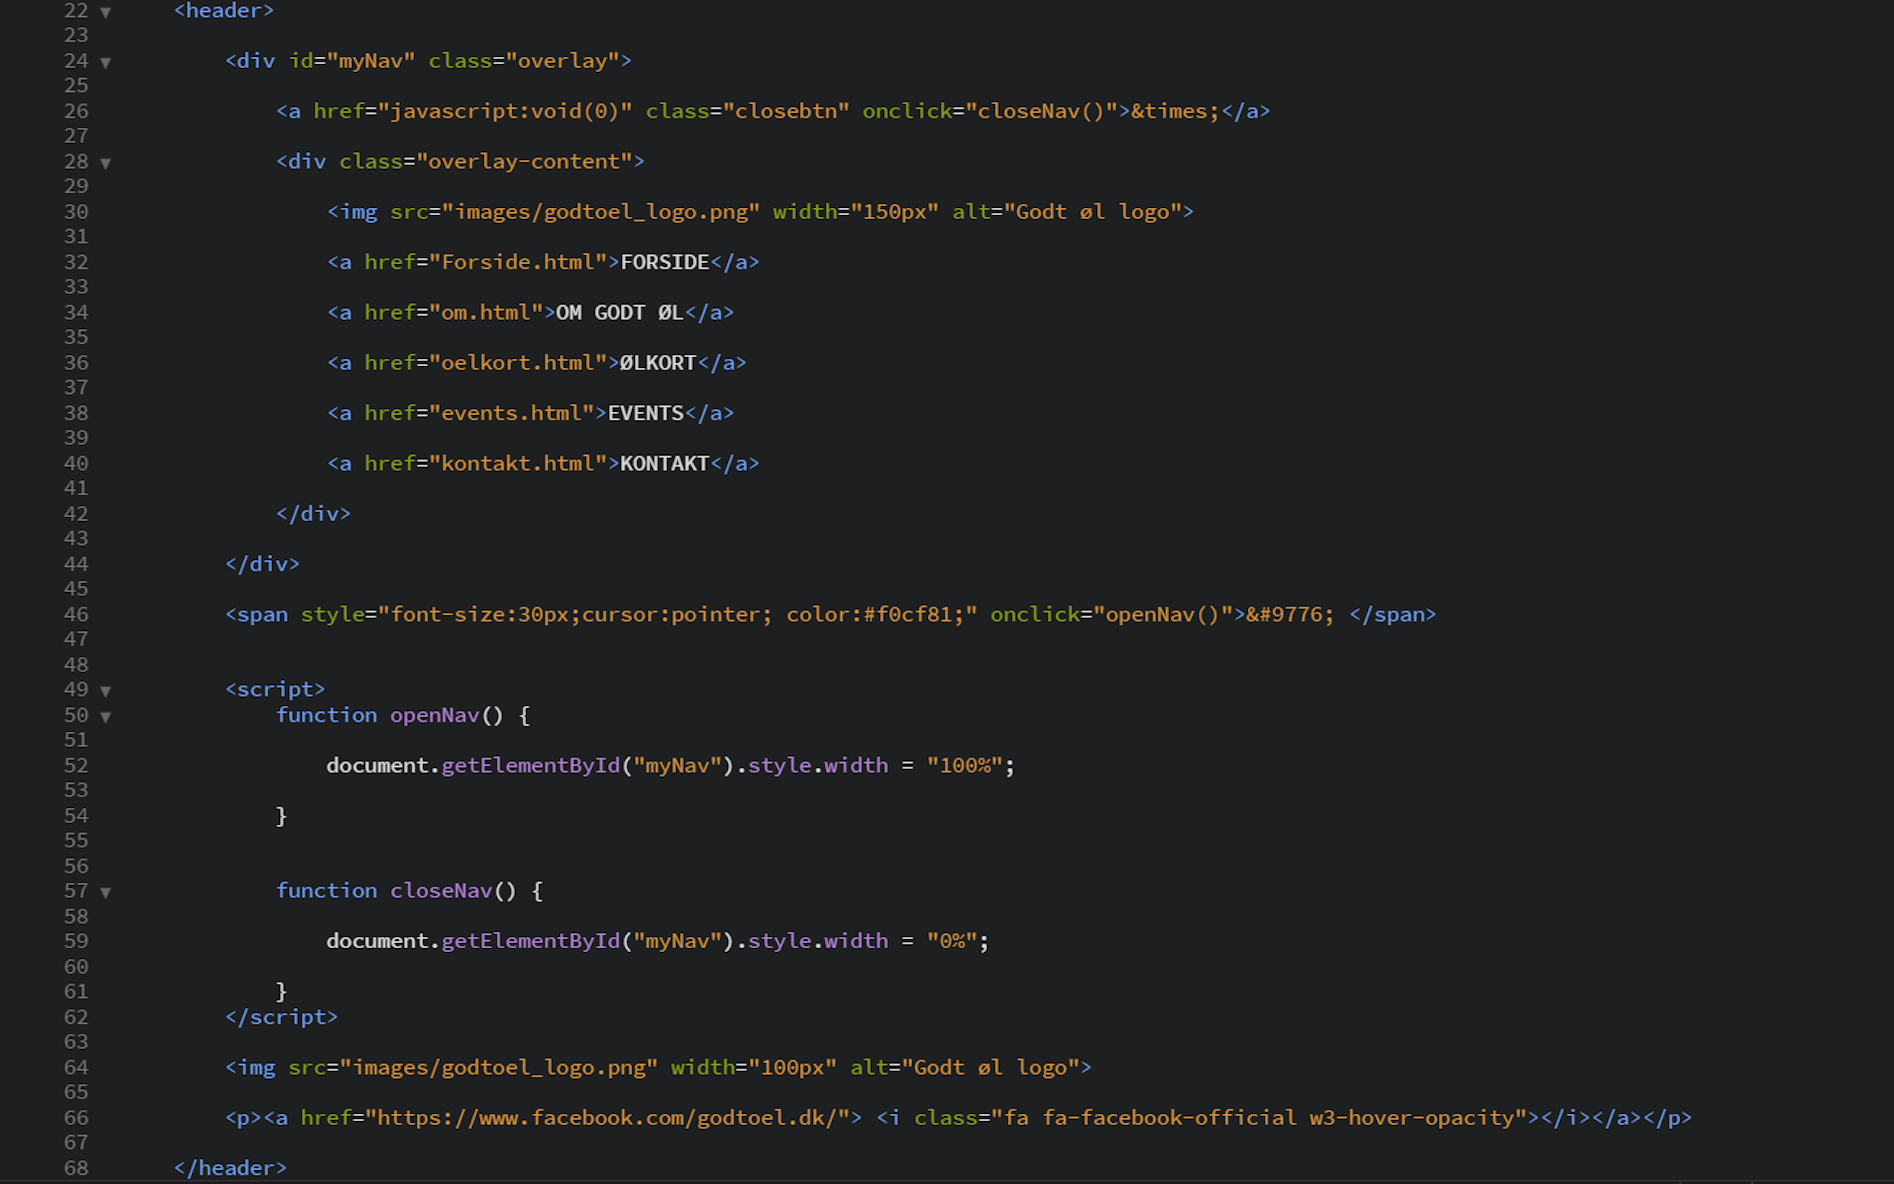 22 ▼ <header>
23
24 ▼ <div id="myNav" class="overlay">
25
26 <a href="javascript:void(0)" class="closebtn" onclick="closeNav()">&times;</a>
27
28 ▼ <div class="overlay-content">
29
30 <img src="images/godtoel_logo.png" width="150px" alt="Godt øl logo">
31
32 <a href="Forside.html">FORSIDE</a>
33
34 <a href="om.html">OM GODT ØL</a>
35
36 <a href="oelkort.html">ØLKORT</a>
37
38 <a href="events.html">EVENTS</a>
39
40 <a href="kontakt.html">KONTAKT</a>
41
42 </div>
43
44 </div>
45
46 <span style="font-size:30px;cursor:pointer; color:#f0cf81;" onclick="openNav()">&#9776; </span>
47
48
49 ▼ <script>
50 ▼ function openNav() {
51
52 document.getElementById("myNav").style.width = "100%";
53
54 }
55
56
57 ▼ function closeNav() {
58
59 document.getElementById("myNav").style.width = "0%";
60
61 }
62 </script>
63
64 <img src="images/godtoel_logo.png" width="100px" alt="Godt øl logo">
65
66 <p><a href="https://www.facebook.com/godtoel.dk/"> <i class="fa fa-facebook-official w3-hover-opacity"></i></a></p>
67
68 </header>